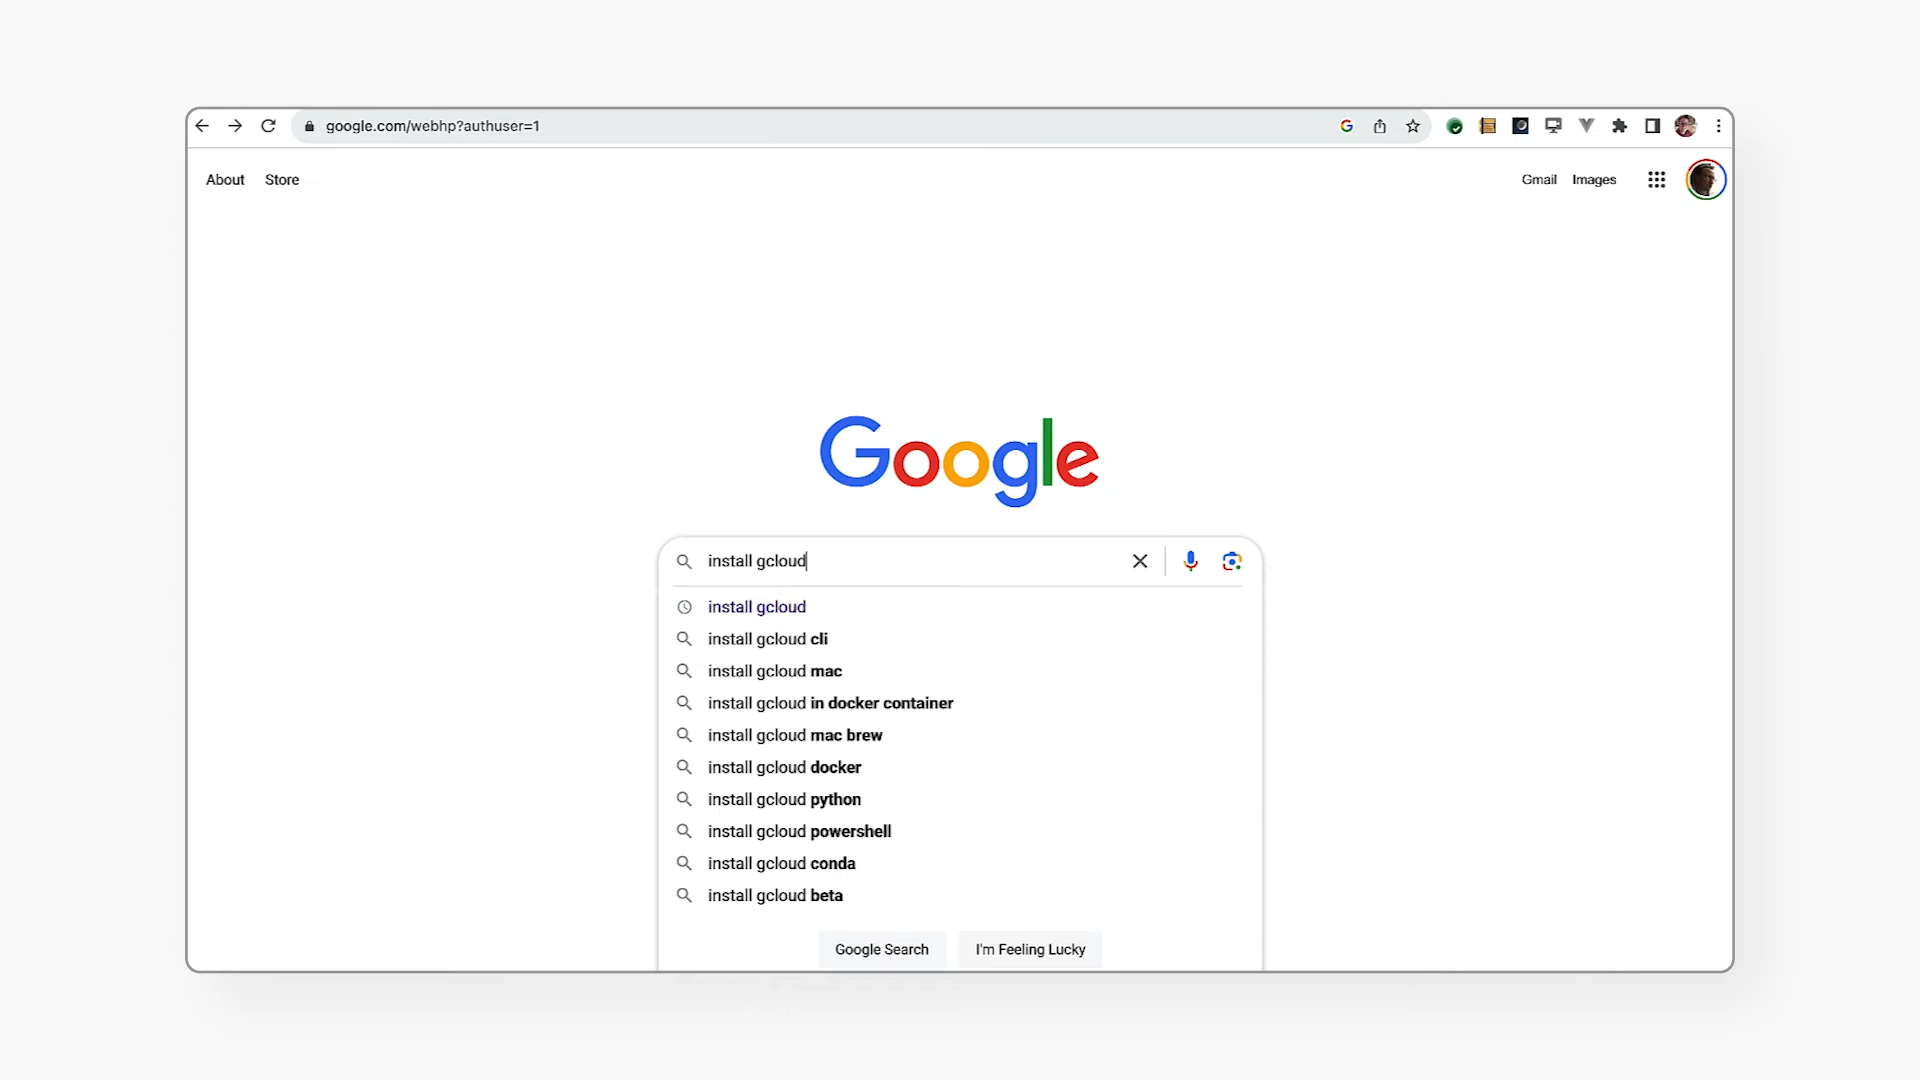 google.com/webhp?authuser=1
About Store Gmail Images
Google
install gcloud
install gcloud
install gcloud cli
install gcloud mac
install gcloud in docker container
install gcloud mac brew
install gcloud docker
install gcloud python
install gcloud powershell
install gcloud conda
install gcloud beta
Google Search I'm Feeling Lucky